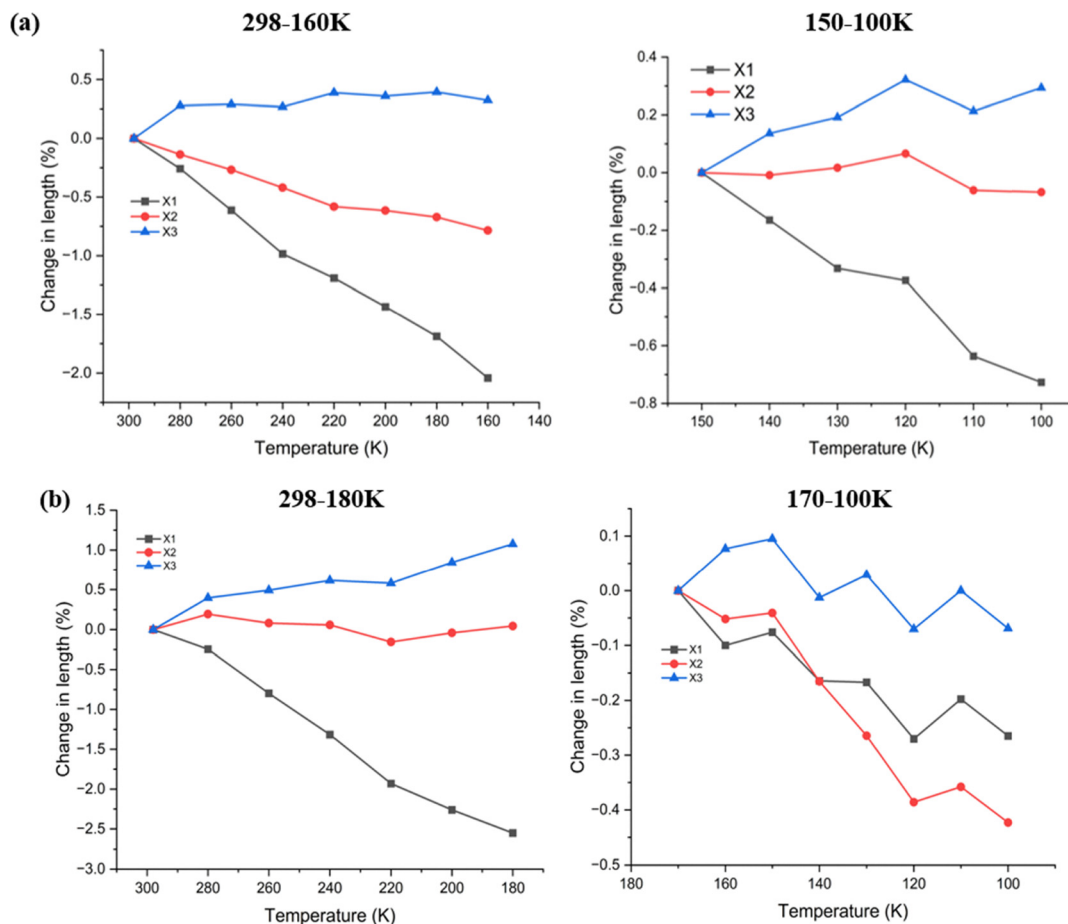 (a)
298-160K
150-100K
0.5
0.0
−0.5
−1.0
−1.5
−2.0
Change in length (%)
X1
X2
X3
300 280 260 240 220 200 180 160 140
Temperature (K)
0.4
0.2
0.0
−0.2
−0.4
−0.6
−0.8
Change in length (%)
X1
X2
X3
150 140 130 120 110 100
Temperature (K)
(b)
298-180K
170-100K
1.5
1.0
0.5
0.0
−0.5
−1.0
−1.5
−2.0
−2.5
−3.0
Change in length (%)
X1
X2
X3
300 280 260 240 220 200 180
Temperature (K)
0.1
0.0
−0.1
−0.2
−0.3
−0.4
−0.5
Change in length (%)
X1
X2
X3
180 160 140 120 100
Temperature (K)